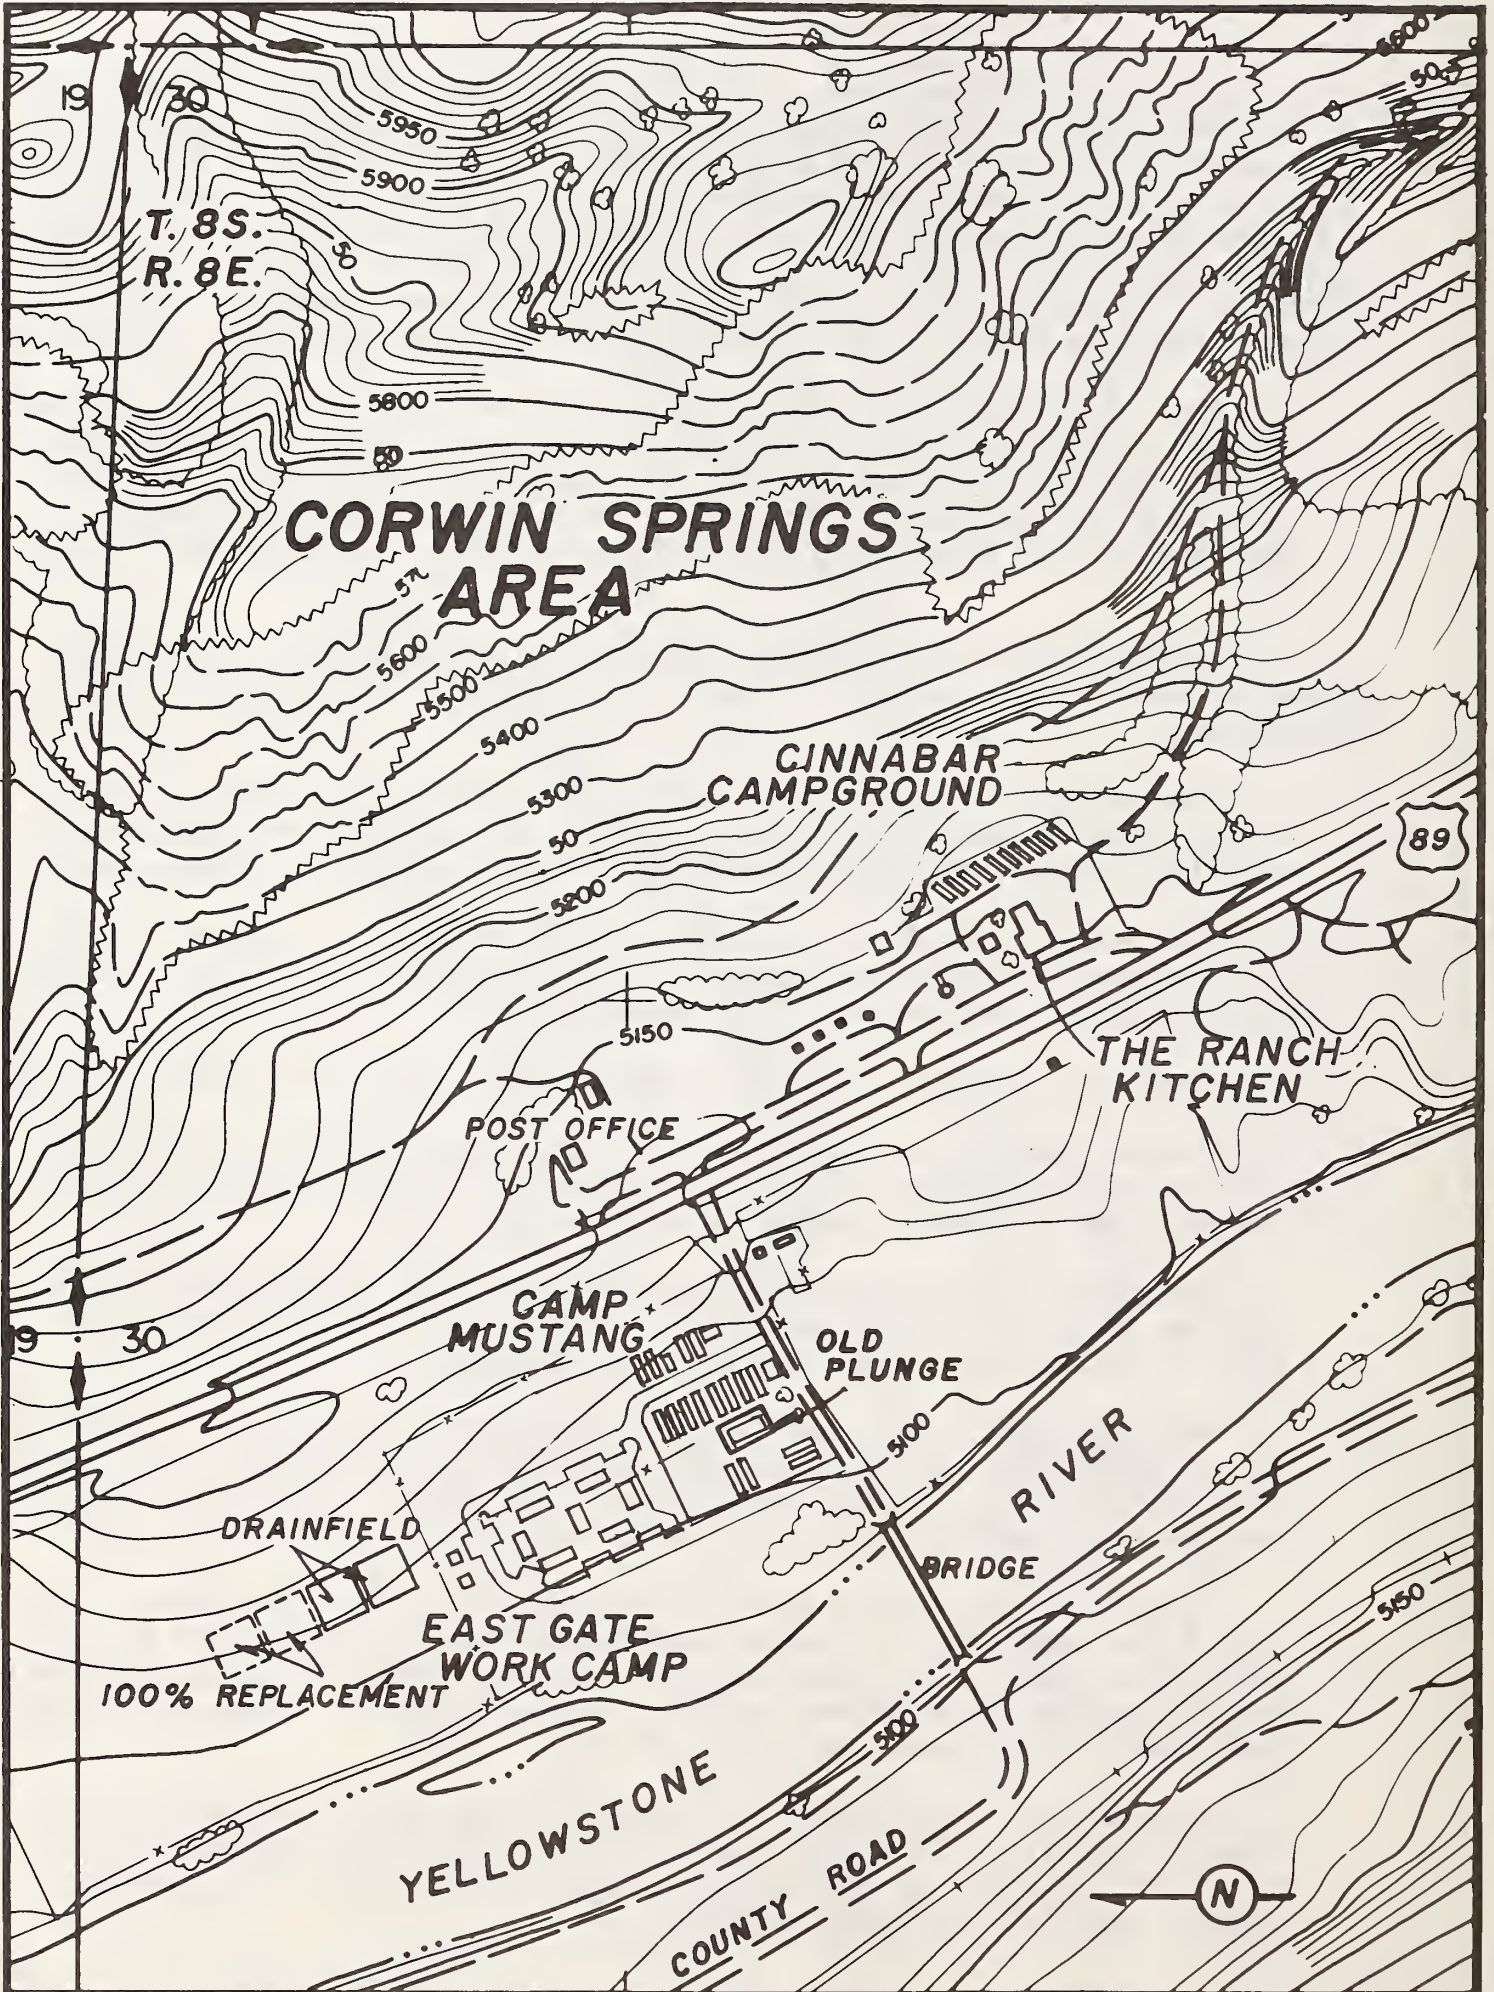 5600
50
19
30
5950
5900
T. 8S.
R. 8E.
50
5800
50
CORWIN SPRINGS
AREA
5600
5500
5400
CINNABAR
CAMPGROUND
5300
50
89
5200
5150
THE RANCH
KITCHEN
POST OFFICE
CAMP
MUSTANG
19
30
OLD
PLUNGE
5100
RIVER
DRAINFIELD
BRIDGE
5150
EAST GATE
WORK CAMP
100% REPLACEMENT
5100
YELLOWSTONE
COUNTY ROAD
N